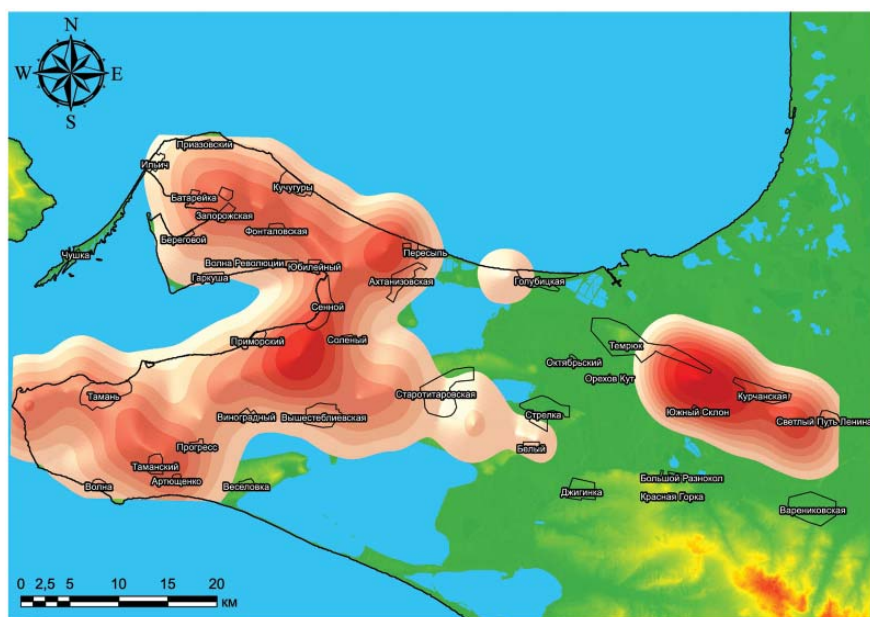 N
W E
S
Приазовский
Ильич
Кучугуры
Батарейка
Запорожская
Фонталовская
Береговой
Чушка
Пересыпь
Волна Революции
Юбилейный
Гаркуша
Ахтанизовская
Голубицкая
Сенной
Приморский
Соленый
Темрюк
Октябрьский
Орехов Кут
Тамань
Старотитаровская
Курчанская
Южный Склон
Виноградный
Вышестеблиевская
Стрелка
Светлый Путь Ленина
Прогресс
Белый
Таманский
Артющенко
Волна
Веселовка
Джигинка
Большой Разнокол
Красная Горка
Варениковская
0 2,5 5 10 15 20
КМ